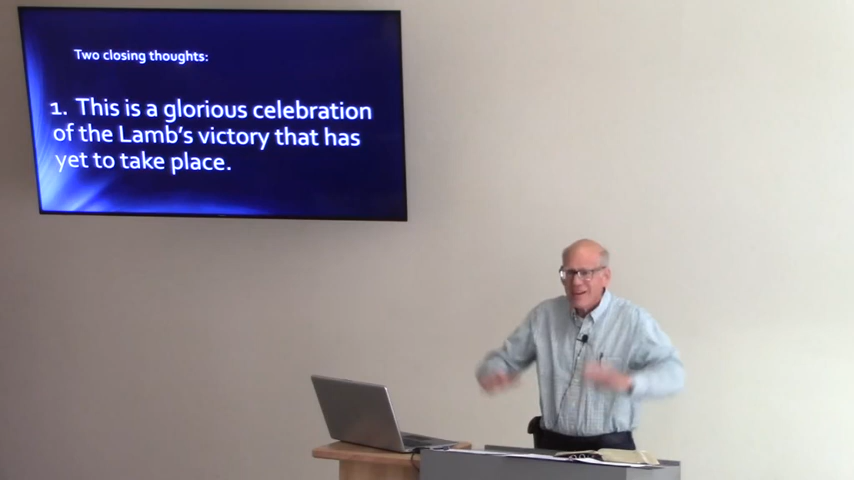 Two closing thoughts:
1. This is a glorious celebration
of the Lamb's victory that has
yet to take place.